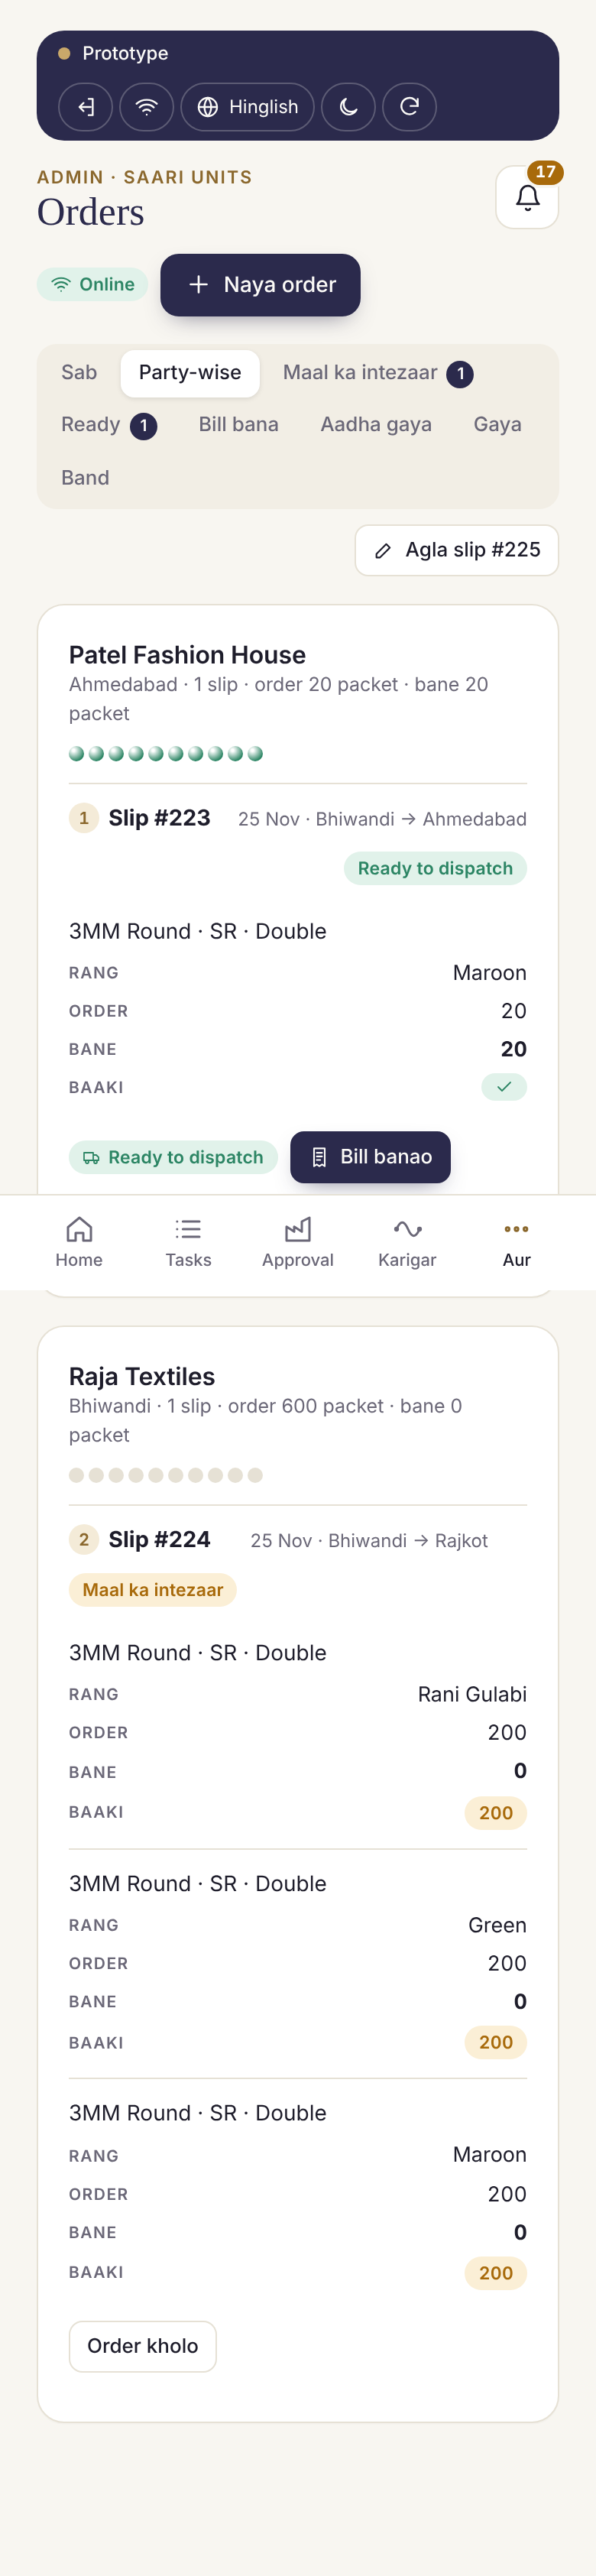 Prototype
Hinglish
ADMIN · SAARI UNITS
Orders
17
Online
Naya order
Sab
Party-wise
Maal ka intezaar 1
Ready 1
Bill bana
Aadha gaya
Gaya
Band
Agla slip #225
Patel Fashion House
Ahmedabad · 1 slip · order 20 packet · bane 20
packet
1 Slip #223 25 Nov · Bhiwandi → Ahmedabad
Ready to dispatch
3MM Round · SR · Double
RANG Maroon
ORDER 20
BANE 20
BAAKI
Ready to dispatch
Bill banao
Home
Tasks
Approval
Karigar
Aur
Raja Textiles
Bhiwandi · 1 slip · order 600 packet · bane 0
packet
2 Slip #224 25 Nov · Bhiwandi → Rajkot
Maal ka intezaar
3MM Round · SR · Double
RANG Rani Gulabi
ORDER 200
BANE 0
BAAKI 200
3MM Round · SR · Double
RANG Green
ORDER 200
BANE 0
BAAKI 200
3MM Round · SR · Double
RANG Maroon
ORDER 200
BANE 0
BAAKI 200
Order kholo